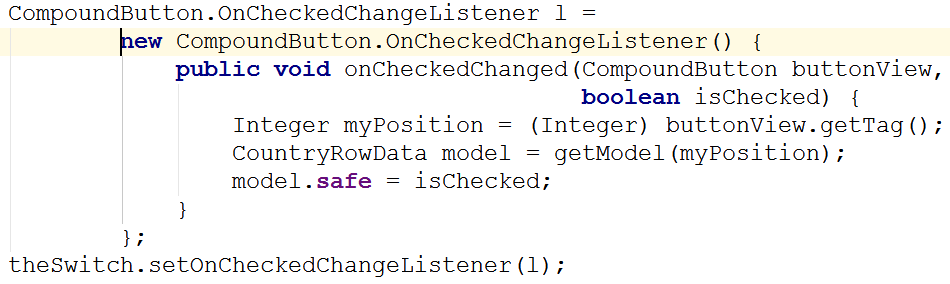 CompoundButton.OnCheckedChangeListener l =
        new CompoundButton.OnCheckedChangeListener() {
            public void onCheckedChanged(CompoundButton buttonView,
                                         boolean isChecked) {
                Integer myPosition = (Integer) buttonView.getTag();
                CountryRowData model = getModel(myPosition);
                model.safe = isChecked;
            }
        };
theSwitch.setOnCheckedChangeListener(l);